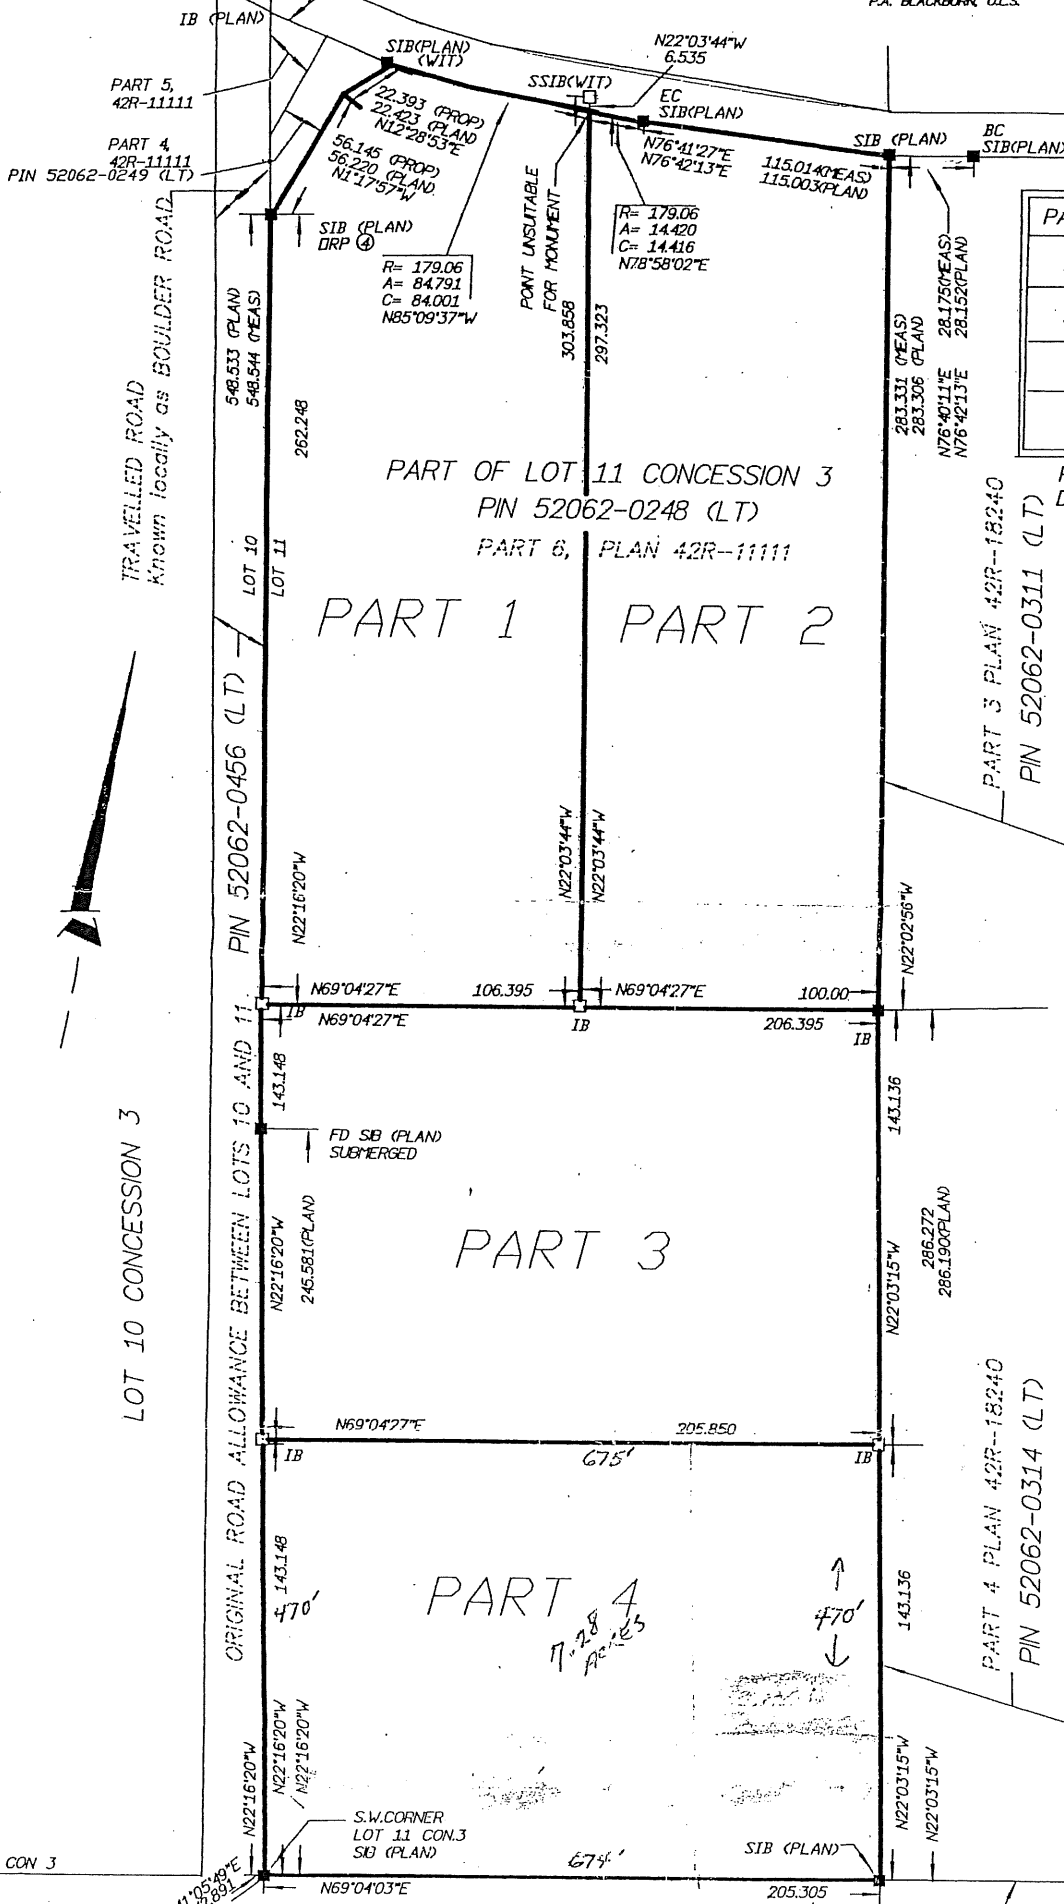 P.A. BLACKBURN, O.L.S.
IB (PLAN)
SIB(PLAN)
(WIT)
N22°03'44"W
6.535
SSIB(WIT)
EC
SIB(PLAN)
PART 5,
42R-11111
PART 4,
42R-11111
PIN 52062-0249 (LT)
22.393 (PROP)
22.423 (PLAN)
N12°28'53"E
56.145 (PROP)
56.220 (PLAN)
N1°17'57"W
SIB (PLAN)
BC
SIB(PLAN)
N76°41'27"E
N76°42'13"E
115.014(MEAS)
115.003(PLAN)
SIB (PLAN)
ORP 4
R= 179.06
A= 84.791
C= 84.001
N85°09'37"W
POINT UNSUITABLE
FOR MONUMENT
R= 179.06
A= 14.420
C= 14.416
N78°58'02"E
PA
TRAVELLED ROAD
Known locally as BOULDER ROAD
548.533 (PLAN)
548.544 (MEAS)
262.248
303.858
297.323
283.331 (MEAS)
283.306 (PLAN)
N76°40'11"E 28.175(MEAS)
N76°42'13"E 28.152(PLAN)
PART OF LOT 11 CONCESSION 3
PIN 52062-0248 (LT)
PART 6, PLAN 42R-11111
LOT 10
LOT 11
PART 1
PART 2
PART 3 PLAN 42R-18240
PIN 52062-0311 (LT)
PIN 52062-0456 (LT)
N22°16'20"W
N22°03'44"W
N22°03'44"W
N22°02'56"W
N69°04'27"E
106.395
N69°04'27"E
100.00
IB
N69°04'27"E
IB
206.395
IB
143.148
143.136
FD SIB (PLAN)
SUBMERGED
LOT 10 CONCESSION 3
ORIGINAL ROAD ALLOWANCE BETWEEN LOTS 10 AND 11
N22°16'20"W
245.581(PLAN)
PART 3
N22°03'15"W
286.272
286.190(PLAN)
N69°04'27"E
205.850
IB
675'
IB
143.148
470'
PART 4
7.28
Acres
470'
143.136
PART 4 PLAN 42R-18240
PIN 52062-0314 (LT)
N22°16'20"W
N22°16'20"W
N22°16'20"W
N22°03'15"W
N22°03'15"W
S.W.CORNER
LOT 11 CON.3
SIB (PLAN)
SIB (PLAN)
CON 3
674'
N69°04'03"E
205.305